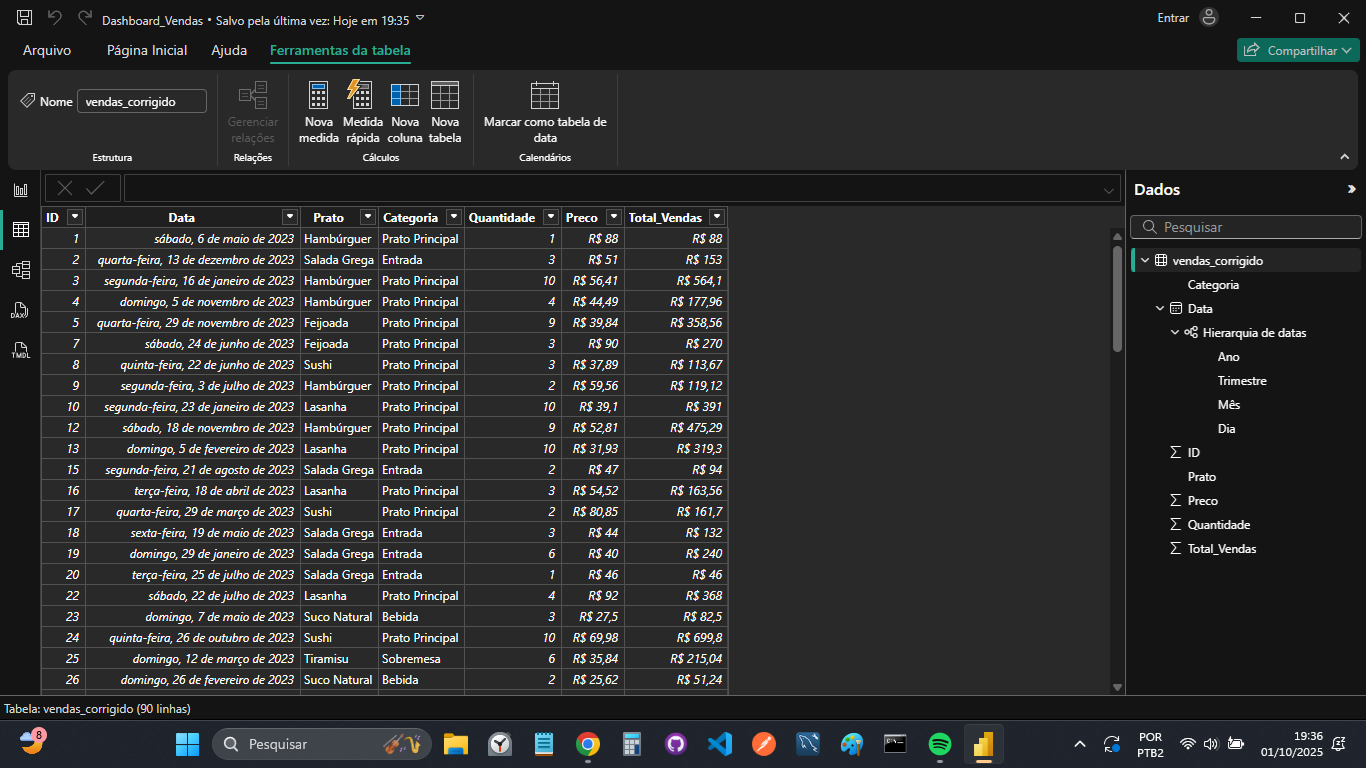 Dashboard_Vendas • Salvo pela última vez: Hoje em 19:35
Entrar
Arquivo Página Inicial Ajuda Ferramentas da tabela
Compartilhar
Nome vendas_corrigido
Gerenciar relações
Nova medida
Medida rápida
Nova coluna
Nova tabela
Marcar como tabela de data
Estrutura Relações Cálculos Calendários
ID Data Prato Categoria Quantidade Preco Total_Vendas
1 sábado, 6 de maio de 2023 Hambúrguer Prato Principal 1 R$ 88 R$ 88
2 quarta-feira, 13 de dezembro de 2023 Salada Grega Entrada 3 R$ 51 R$ 153
3 segunda-feira, 16 de janeiro de 2023 Hambúrguer Prato Principal 10 R$ 56,41 R$ 564,1
4 domingo, 5 de novembro de 2023 Hambúrguer Prato Principal 4 R$ 44,49 R$ 177,96
5 quarta-feira, 29 de novembro de 2023 Feijoada Prato Principal 9 R$ 39,84 R$ 358,56
7 sábado, 24 de junho de 2023 Feijoada Prato Principal 3 R$ 90 R$ 270
8 quinta-feira, 22 de junho de 2023 Sushi Prato Principal 3 R$ 37,89 R$ 113,67
9 segunda-feira, 3 de julho de 2023 Hambúrguer Prato Principal 2 R$ 59,56 R$ 119,12
10 segunda-feira, 23 de janeiro de 2023 Lasanha Prato Principal 10 R$ 39,1 R$ 391
12 sábado, 18 de novembro de 2023 Hambúrguer Prato Principal 9 R$ 52,81 R$ 475,29
13 domingo, 5 de fevereiro de 2023 Lasanha Prato Principal 10 R$ 31,93 R$ 319,3
15 segunda-feira, 21 de agosto de 2023 Salada Grega Entrada 2 R$ 47 R$ 94
16 terça-feira, 18 de abril de 2023 Lasanha Prato Principal 3 R$ 54,52 R$ 163,56
17 quarta-feira, 29 de março de 2023 Sushi Prato Principal 2 R$ 80,85 R$ 161,7
18 sexta-feira, 19 de maio de 2023 Salada Grega Entrada 3 R$ 44 R$ 132
19 domingo, 29 de janeiro de 2023 Salada Grega Entrada 6 R$ 40 R$ 240
20 terça-feira, 25 de julho de 2023 Salada Grega Entrada 1 R$ 46 R$ 46
22 sábado, 22 de julho de 2023 Lasanha Prato Principal 4 R$ 92 R$ 368
23 domingo, 7 de maio de 2023 Suco Natural Bebida 3 R$ 27,5 R$ 82,5
24 quinta-feira, 26 de outubro de 2023 Sushi Prato Principal 10 R$ 69,98 R$ 699,8
25 domingo, 12 de março de 2023 Tiramisu Sobremesa 6 R$ 35,84 R$ 215,04
26 domingo, 26 de fevereiro de 2023 Suco Natural Bebida 2 R$ 25,62 R$ 51,24
DAX
TMDL
Dados
Pesquisar
vendas_corrigido
Categoria
Data
Hierarquia de datas
Ano
Trimestre
Mês
Dia
ID
Prato
Preco
Quantidade
Total_Vendas
Tabela: vendas_corrigido (90 linhas)
8
Pesquisar
POR
PTB2
19:36
01/10/2025